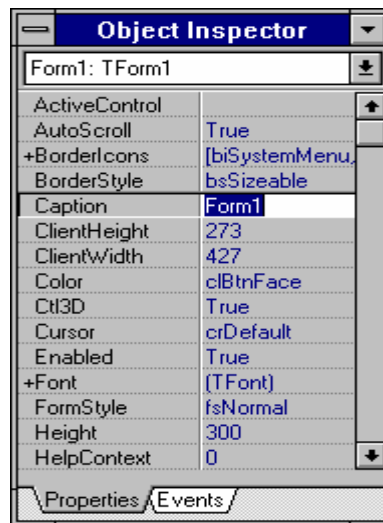 Object Inspector
Form1: TForm1
ActiveControl
AutoScroll True
+BorderIcons [biSystemMenu,
BorderStyle bsSizeable
Caption Form1
ClientHeight 273
ClientWidth 427
Color clBtnFace
Ctl3D True
Cursor crDefault
Enabled True
+Font (TFont)
FormStyle fsNormal
Height 300
HelpContext 0
Properties Events